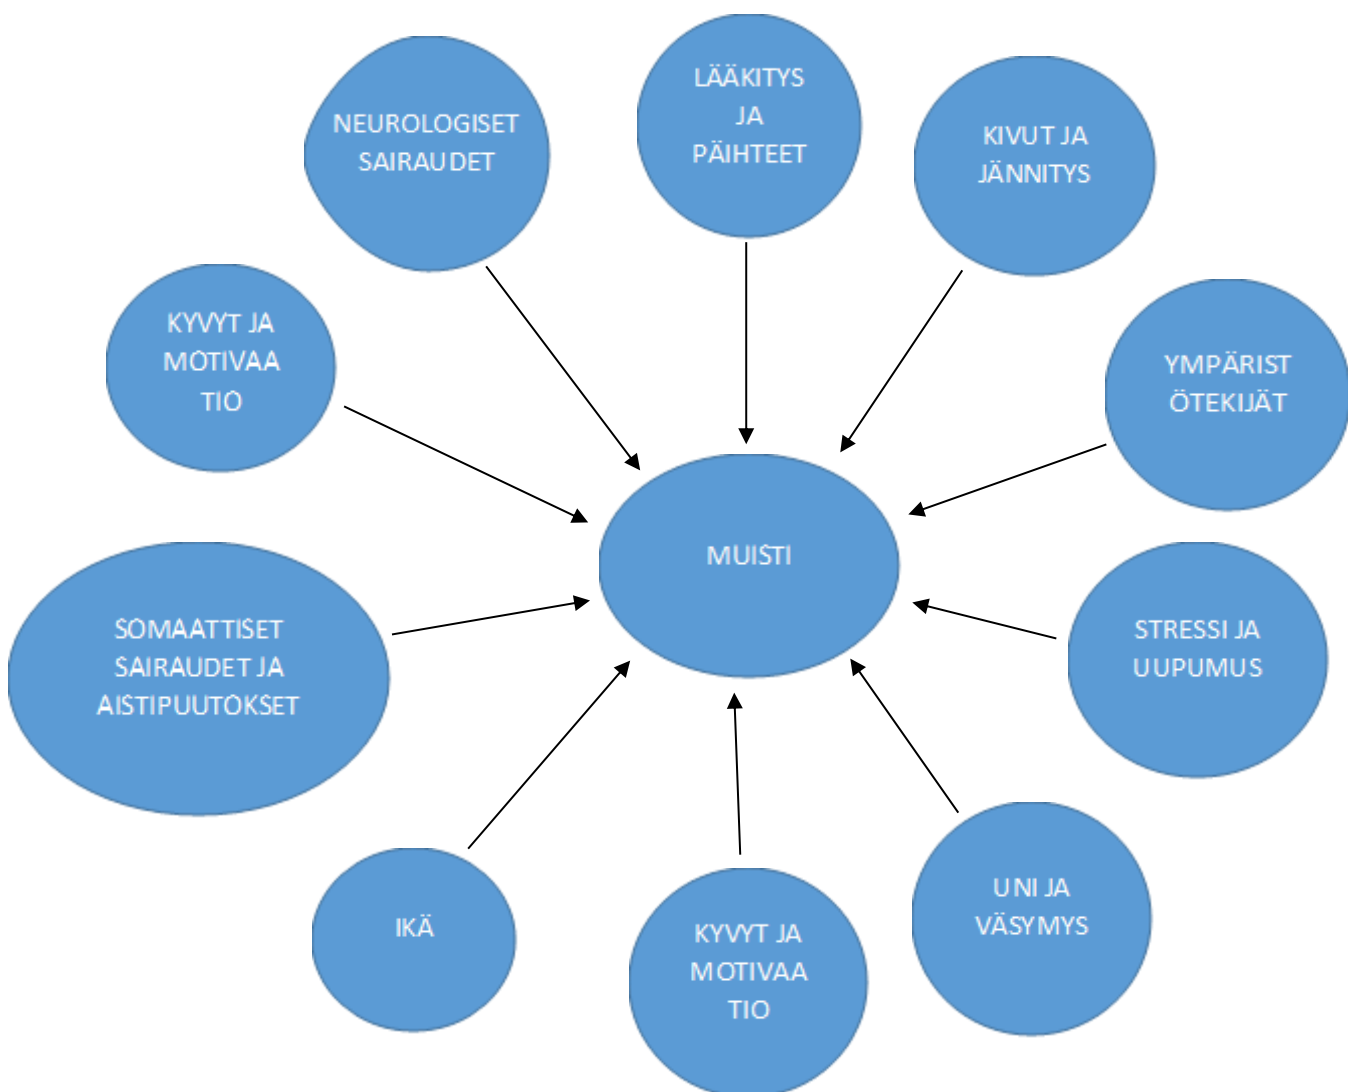 LÄÄKITYS
JA
PÄIHTEET
NEUROLOGISET
SAIRAUDET
KIVUT JA
JÄNNITYS
KYVYT JA
MOTIVAA
TIO
YMPÄRIST
ÖTEKIJÄT
MUISTI
SOMAATTISET
SAIRAUDET JA
AISTIPUUTOKSET
STRESSI JA
UUPUMUS
IKÄ
KYVYT JA
MOTIVAA
TIO
UNI JA
VÄSYMYS